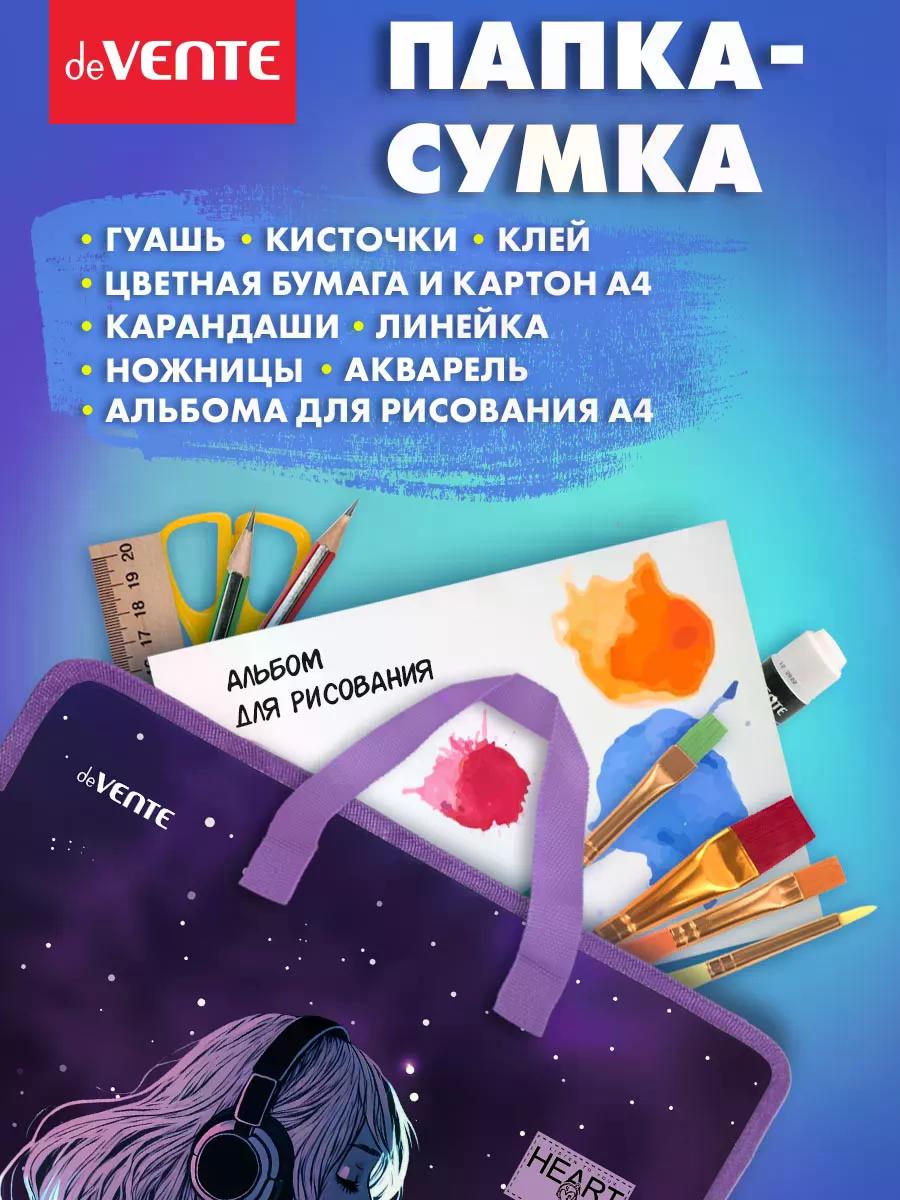 deVENTE
ПАПКА-
СУМКА
• ГУАШЬ • КИСТОЧКИ • КЛЕЙ
• ЦВЕТНАЯ БУМАГА И КАРТОН А4
• КАРАНДАШИ • ЛИНЕЙКА
• НОЖНИЦЫ • АКВАРЕЛЬ
• АЛЬБОМА ДЛЯ РИСОВАНИЯ А4
17 18 19 20
АЛЬБОМ
ДЛЯ РИСОВАНИЯ
deVENTE
HEART